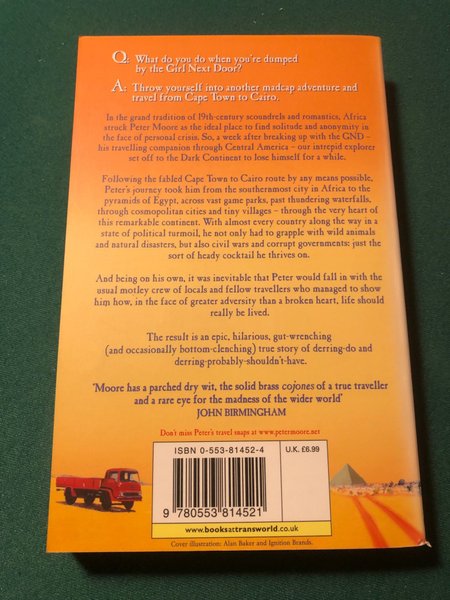 Q: What do you do when you're dumped
by the Girl Next Door?
A: Throw yourself into another madcap adventure and
travel from Cape Town to Cairo.
In the grand tradition of 19th-century scoundrels and romantics, Africa
struck Peter Moore as the ideal place to find solitude and anonymity in
the face of personal crisis. So, a week after breaking up with the GND –
his travelling companion through Central America – our intrepid explorer
set off to the Dark Continent to lose himself for a while.
Following the fabled Cape Town to Cairo route by any means possible,
Peter's journey took him from the southernmost city in Africa to the
pyramids of Egypt, across vast game parks, past thundering waterfalls,
through cosmopolitan cities and tiny villages – through the very heart of
this remarkable continent. With almost every country along the way in a
state of political turmoil, he not only had to grapple with wild animals
and natural disasters, but also civil wars and corrupt governments: just the
sort of heady cocktail he thrives on.
And being on his own, it was inevitable that Peter would fall in with the
usual motley crew of locals and fellow travellers who managed to show
him how, in the face of greater adversity than a broken heart, life should
really be lived.
The result is an epic, hilarious, gut-wrenching
(and occasionally bottom-clenching) true story of derring-do and
derring-probably-shouldn't-have.
'Moore has a parched dry wit, the solid brass cojones of a true traveller
and a rare eye for the madness of the wider world'
JOHN BIRMINGHAM
Don't miss Peter's travel snaps at www.petermoore.net
ISBN 0-553-81452-4
U.K. £6.99
9 780553 814521
www.booksattransworld.co.uk
Cover illustration: Alan Baker and Ignition Brands.